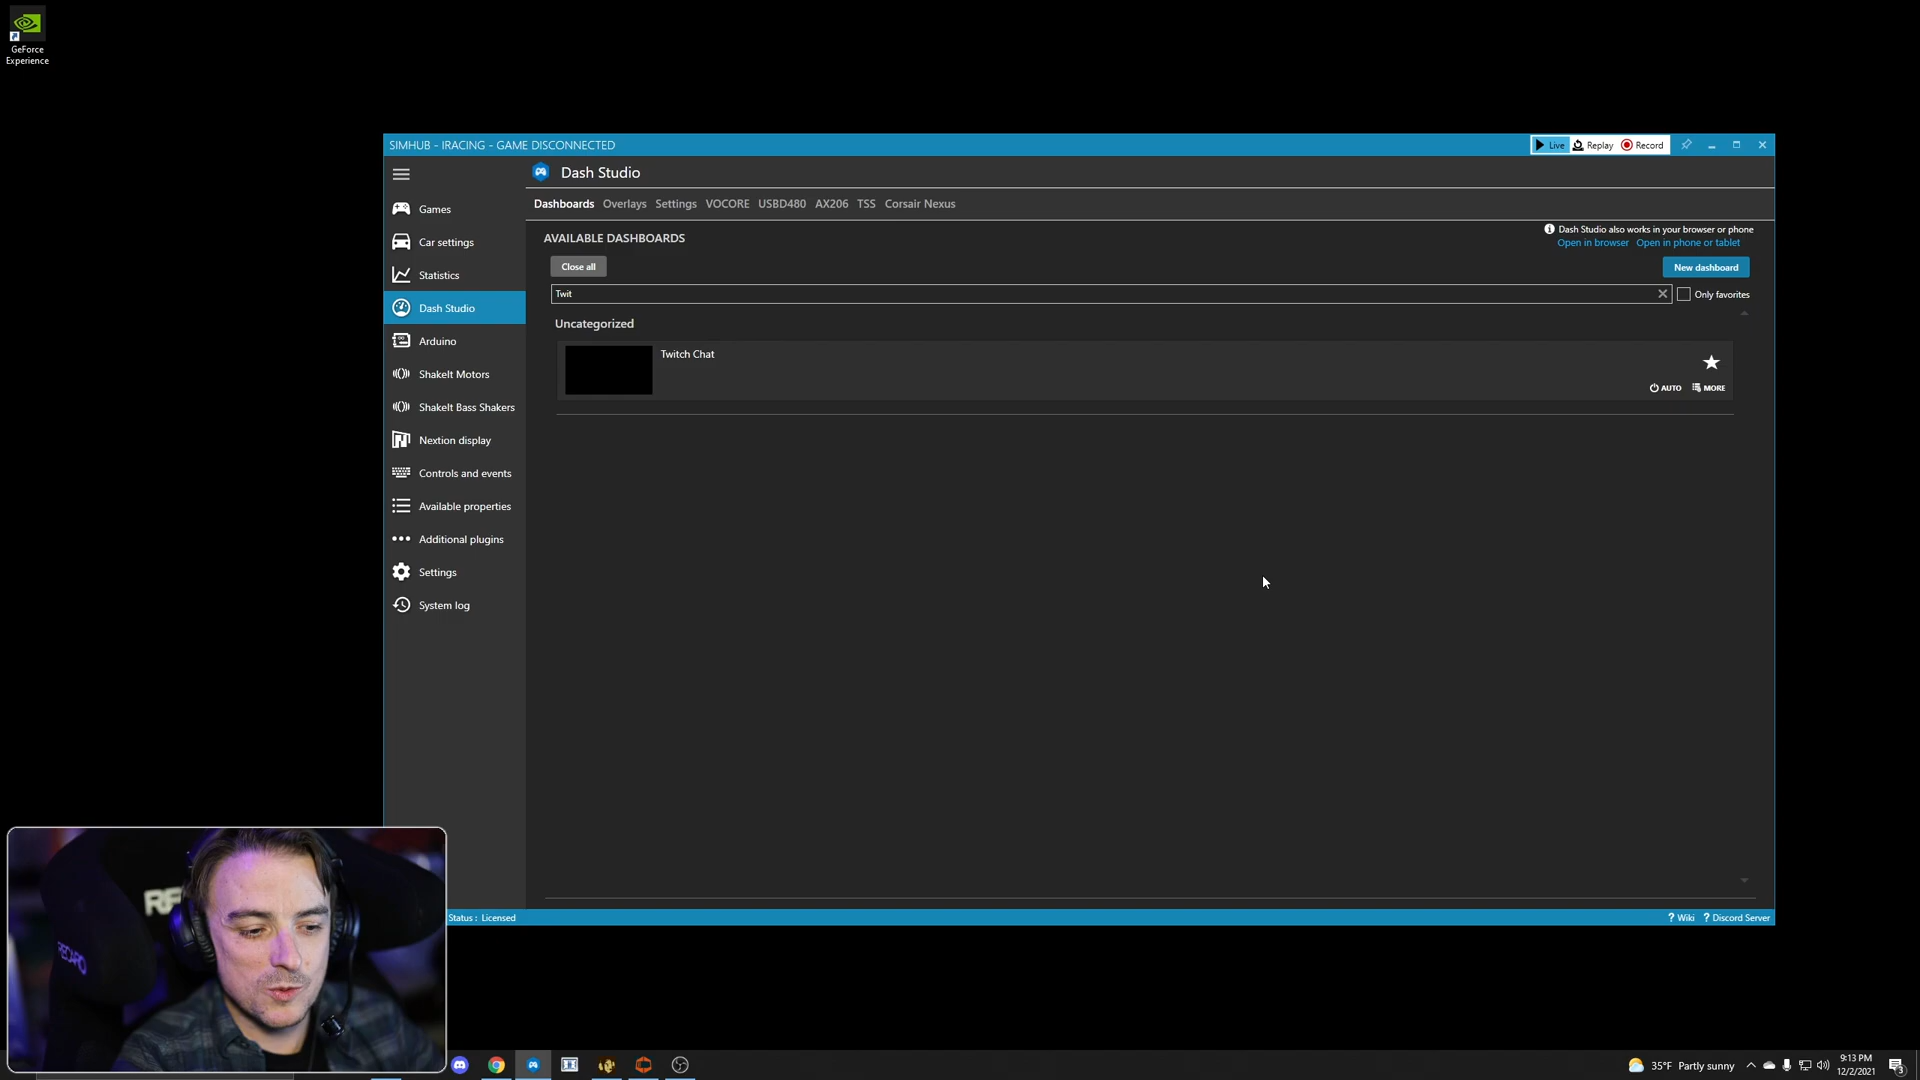 GeForce
Experience
SIMHUB - IRACING - GAME DISCONNECTED
Live
Replay
Record
Dash Studio
Games
Car settings
Statistics
Dash Studio
Arduino
ShakeIt Motors
ShakeIt Bass Shakers
Nextion display
Controls and events
Available properties
Additional plugins
Settings
System log
Dashboards Overlays Settings VOCORE USBD480 AX206 TSS Corsair Nexus
AVAILABLE DASHBOARDS
Dash Studio also works in your browser or phone
Open in browser Open in phone or tablet
Close all
New dashboard
Twit
Only favorites
Uncategorized
Twitch Chat
AUTO
MORE
Status : Licensed
? Wiki ? Discord Server
RECARO
35°F Partly sunny
9:13 PM
12/2/2021
3